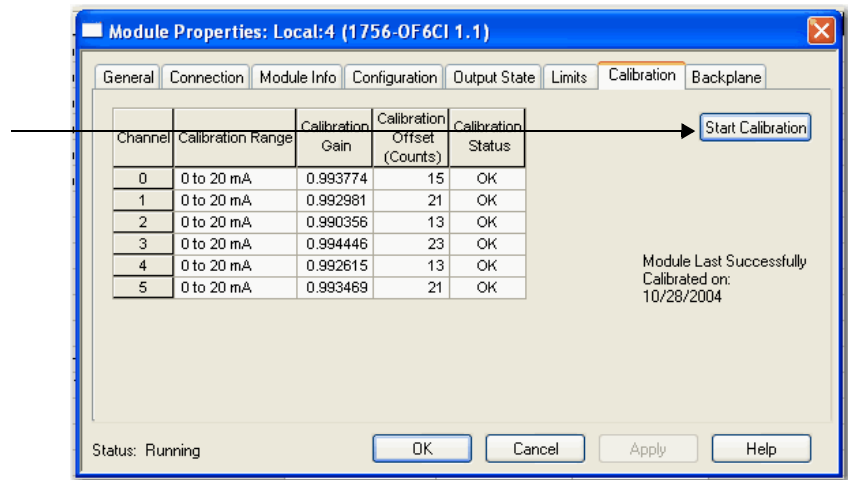 Module Properties: Local:4 (1756-OF6CI 1.1)
General Connection Module Info Configuration Output State Limits Calibration Backplane
Channel Calibration Range Calibration Gain Calibration Offset (Counts) Calibration Status
0 0 to 20 mA 0.993774 15 OK
1 0 to 20 mA 0.992981 21 OK
2 0 to 20 mA 0.990356 13 OK
3 0 to 20 mA 0.994446 23 OK
4 0 to 20 mA 0.992615 13 OK
5 0 to 20 mA 0.993469 21 OK
Start Calibration
Module Last Successfully
Calibrated on:
10/28/2004
Status: Running
OK Cancel Apply Help